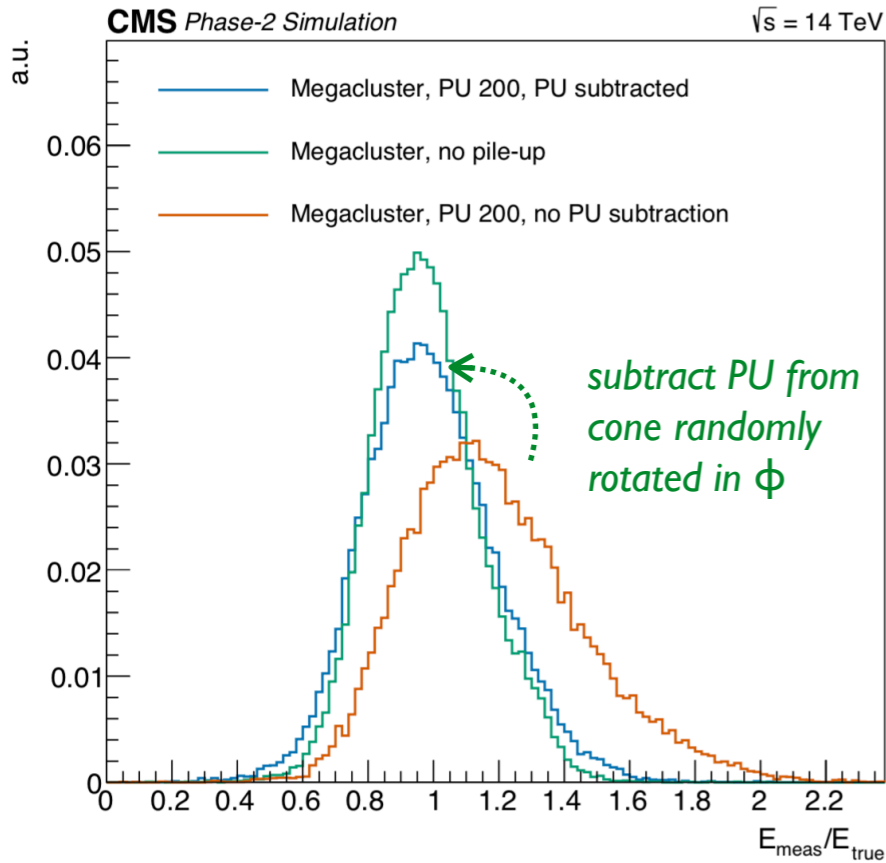 CMS Phase-2 Simulation
√s = 14 TeV
a.u.
Megacluster, PU 200, PU subtracted
Megacluster, no pile-up
Megacluster, PU 200, no PU subtraction
0.06
0.05
0.04
0.03
0.02
0.01
0
subtract PU from
cone randomly
rotated in ϕ
0 0.2 0.4 0.6 0.8 1 1.2 1.4 1.6 1.8 2 2.2
E_meas/E_true